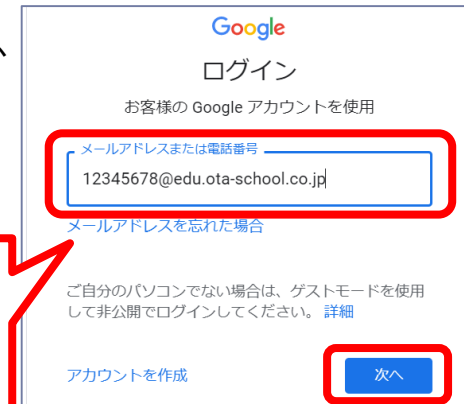 Google
ログイン
お客様の Google アカウントを使用
メールアドレスまたは電話番号
12345678@edu.ota-school.co.jp
メールアドレスを忘れた場合
ご自分のパソコンでない場合は、ゲストモードを使用
して非公開でログインしてください。 詳細
アカウントを作成
次へ